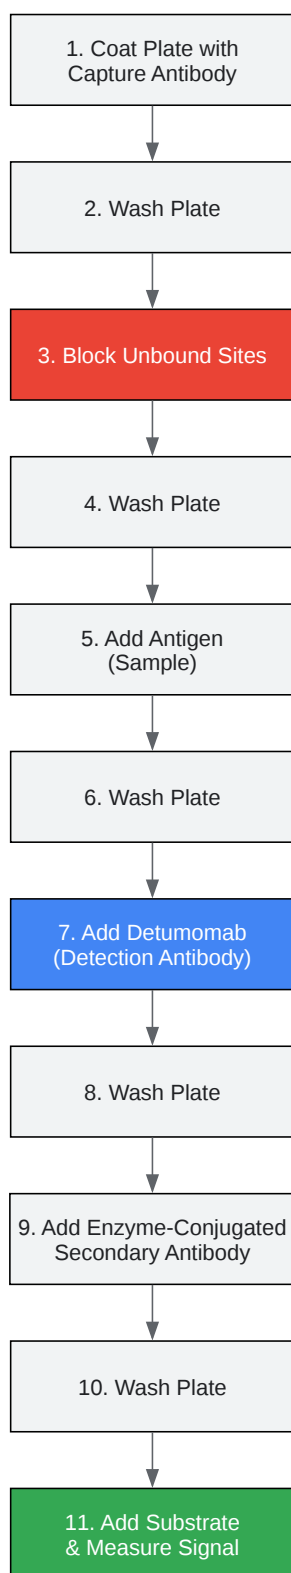 1. Coat Plate with
Capture Antibody
2. Wash Plate
3. Block Unbound Sites
4. Wash Plate
5. Add Antigen
(Sample)
6. Wash Plate
7. Add Detumomab
(Detection Antibody)
8. Wash Plate
9. Add Enzyme-Conjugated
Secondary Antibody
10. Wash Plate
11. Add Substrate
& Measure Signal